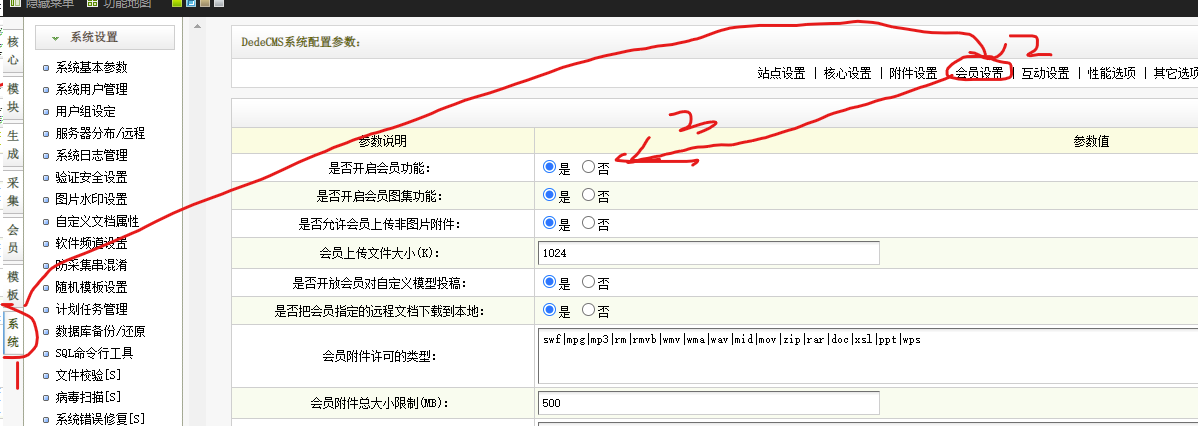 隐藏菜单 功能地图
核心
模块
生成
采集
会员
模板
系统
系统设置
系统基本参数
系统用户管理
用户组设定
服务器分布/远程
系统日志管理
验证安全设置
图片水印设置
自定义文档属性
软件频道设置
防采集串混淆
随机模板设置
计划任务管理
数据库备份/还原
SQL命令行工具
文件校验[S]
病毒扫描[S]
系统错误修复[S]
DedeCMS系统配置参数:
站点设置 | 核心设置 | 附件设置 | 会员设置 | 互动设置 | 性能选项 | 其它选项
参数说明 参数值
是否开启会员功能: 是 否
是否开启会员图集功能: 是 否
是否允许会员上传非图片附件: 是 否
会员上传文件大小(K): 1024
是否开放会员对自定义模型投稿: 是 否
是否把会员指定的远程文档下载到本地: 是 否
会员附件许可的类型: swf|mpg|mp3|rm|rmvb|wmv|wma|wav|mid|mov|zip|rar|doc|xsl|ppt|wps
会员附件总大小限制(MB): 500
1
2
3